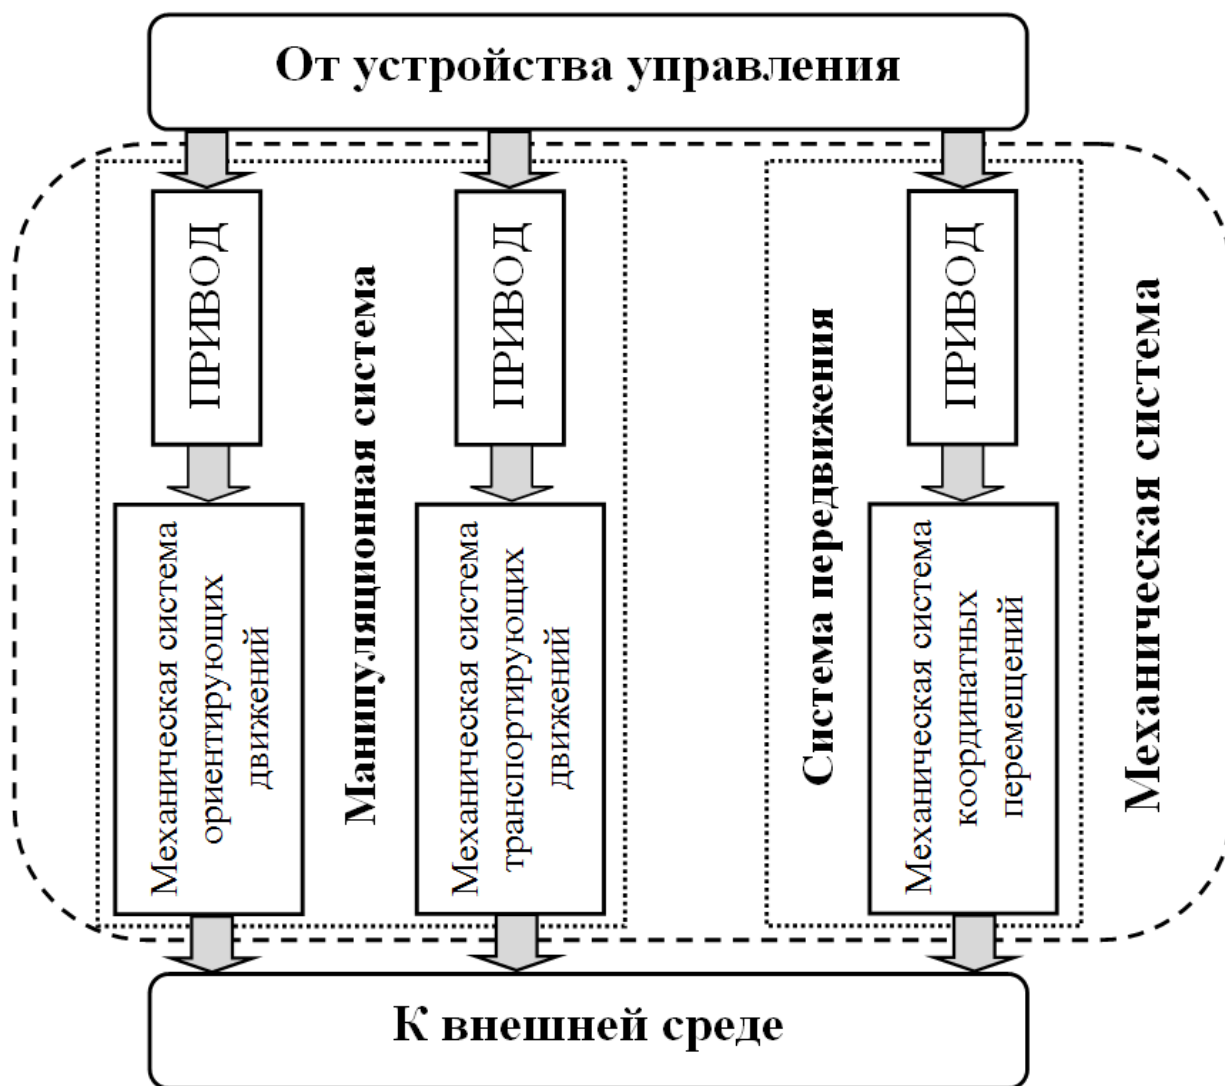 От устройства управления
ПРИВОД
Механическая система
ориентирующих
движений
Манипуляционная система
ПРИВОД
Механическая система
транспортирующих
движений
Система передвижения
ПРИВОД
Механическая система
координатных
перемещений
Механическая система
К внешней среде